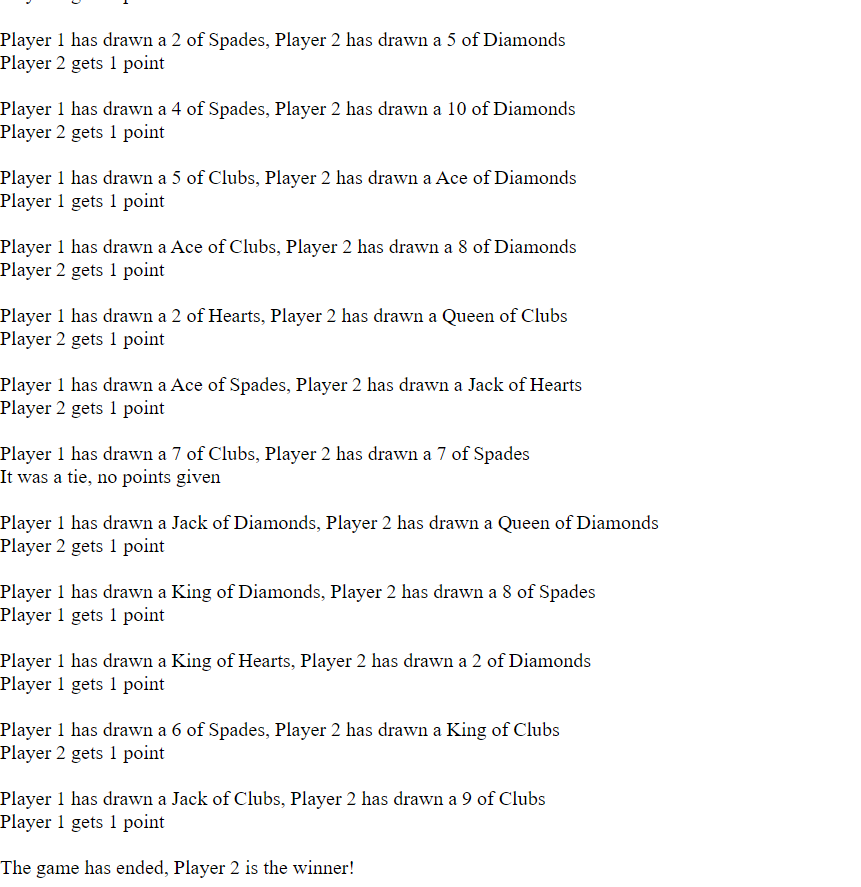 Player 1 has drawn a 2 of Spades, Player 2 has drawn a 5 of Diamonds
Player 2 gets 1 point
Player 1 has drawn a 4 of Spades, Player 2 has drawn a 10 of Diamonds
Player 2 gets 1 point
Player 1 has drawn a 5 of Clubs, Player 2 has drawn a Ace of Diamonds
Player 1 gets 1 point
Player 1 has drawn a Ace of Clubs, Player 2 has drawn a 8 of Diamonds
Player 2 gets 1 point
Player 1 has drawn a 2 of Hearts, Player 2 has drawn a Queen of Clubs
Player 2 gets 1 point
Player 1 has drawn a Ace of Spades, Player 2 has drawn a Jack of Hearts
Player 2 gets 1 point
Player 1 has drawn a 7 of Clubs, Player 2 has drawn a 7 of Spades
It was a tie, no points given
Player 1 has drawn a Jack of Diamonds, Player 2 has drawn a Queen of Diamonds
Player 2 gets 1 point
Player 1 has drawn a King of Diamonds, Player 2 has drawn a 8 of Spades
Player 1 gets 1 point
Player 1 has drawn a King of Hearts, Player 2 has drawn a 2 of Diamonds
Player 1 gets 1 point
Player 1 has drawn a 6 of Spades, Player 2 has drawn a King of Clubs
Player 2 gets 1 point
Player 1 has drawn a Jack of Clubs, Player 2 has drawn a 9 of Clubs
Player 1 gets 1 point
The game has ended, Player 2 is the winner!